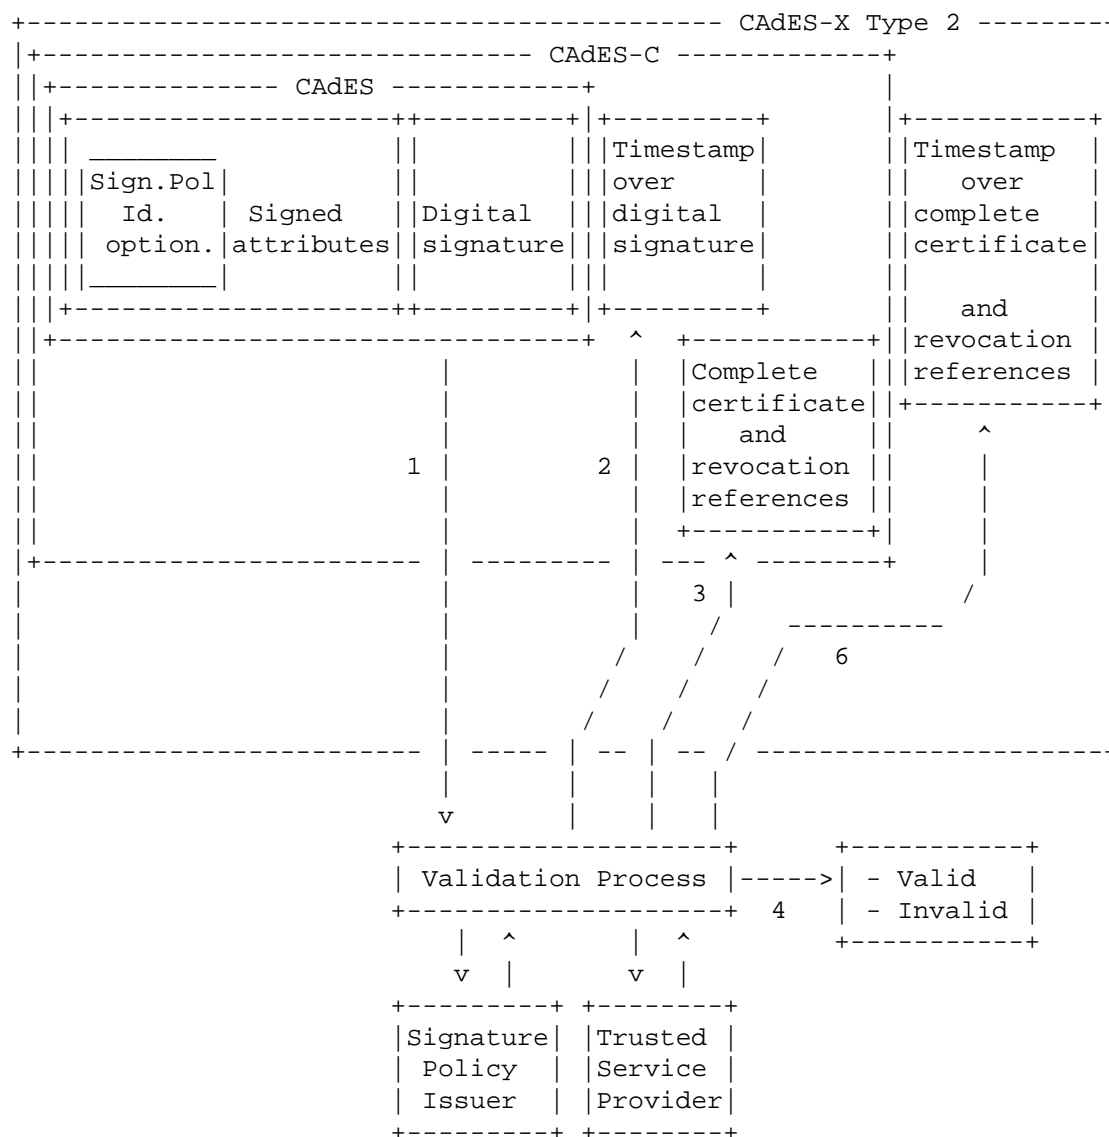 CAdES-X Type 2
CAdES-C
CAdES
Timestamp Timestamp
Sign.Pol over over
Id. Signed Digital digital complete
option. attributes signature signature certificate
and
revocation
Complete references
certificate
and
1 2 revocation
references
3
6
Validation Process - Valid
4 - Invalid
Signature Trusted
Policy Service
Issuer Provider